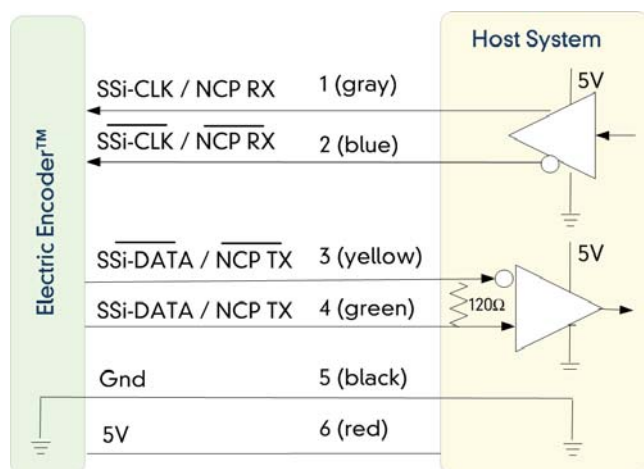 Host System
5V
SSi-CLK / NCP RX 1 (gray)
SSi-CLK / NCP RX 2 (blue)
5V
SSi-DATA / NCP TX 3 (yellow)
120Ω
SSi-DATA / NCP TX 4 (green)
Gnd 5 (black)
5V 6 (red)
Electric Encoder™